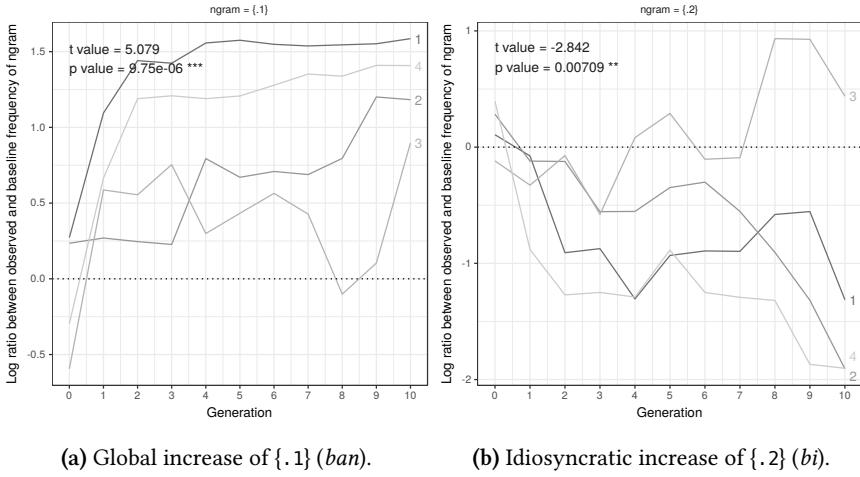 ngram = {.1}
Log ratio between observed and baseline frequency of ngram
t value = 5.079
p value = 9.75e-06 ***
1.5
1.0
0.5
0.0
-0.5
1
4
2
3
0 1 2 3 4 5 6 7 8 9 10
Generation
(a) Global increase of {.1} (ban).
ngram = {.2}
Log ratio between observed and baseline frequency of ngram
t value = -2.842
p value = 0.00709 **
1
0
-1
-2
3
1
4
2
0 1 2 3 4 5 6 7 8 9 10
Generation
(b) Idiosyncratic increase of {.2} (bi).